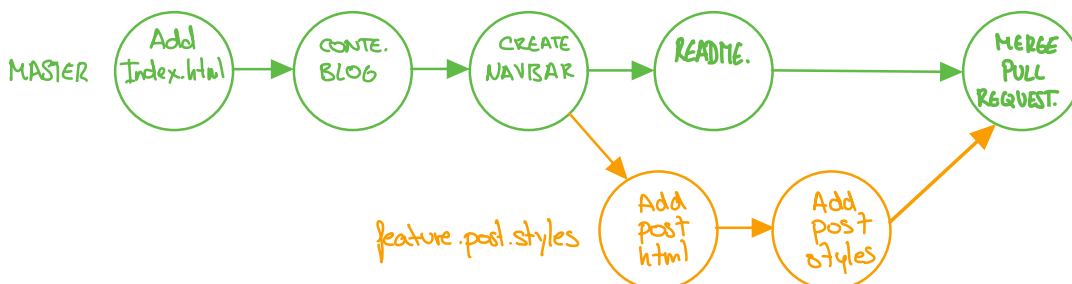 MASTER
Add
Index.html
CONTE.
BLOG
CREATE
NAVBAR
README.
MERGE
PULL
REQUEST.
feature.post.styles
Add
post
html
Add
post
styles